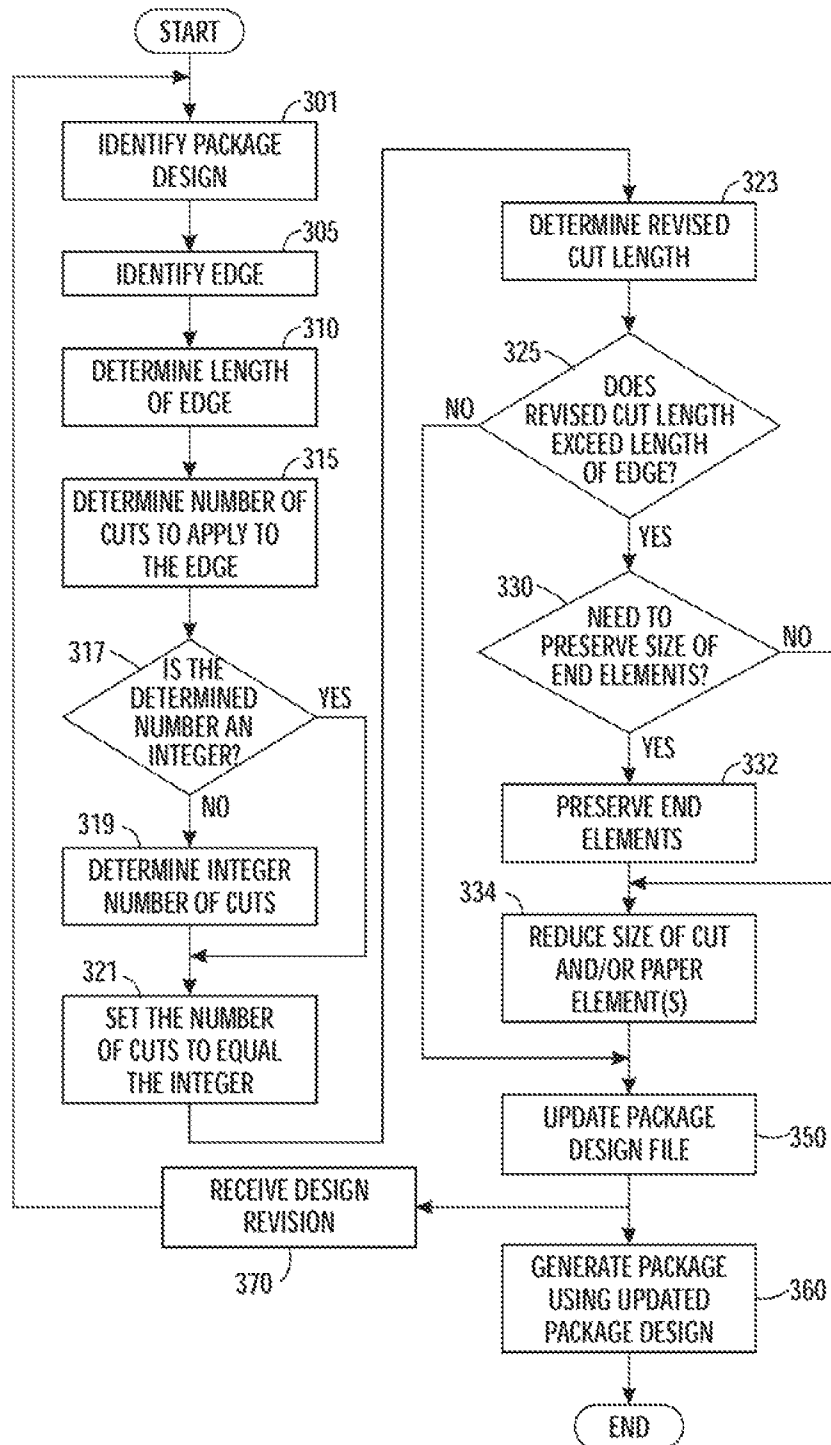 START
301
IDENTIFY PACKAGE
DESIGN
305
IDENTIFY EDGE
310
DETERMINE LENGTH
OF EDGE
315
DETERMINE NUMBER OF
CUTS TO APPLY TO
THE EDGE
317
IS THE
DETERMINED
NUMBER AN
INTEGER?
YES
NO
319
DETERMINE INTEGER
NUMBER OF CUTS
321
SET THE NUMBER
OF CUTS TO EQUAL
THE INTEGER
323
DETERMINE REVISED
CUT LENGTH
325
DOES
REVISED CUT LENGTH
EXCEED LENGTH
OF EDGE?
NO
YES
330
NEED TO
PRESERVE SIZE OF
END ELEMENTS?
NO
YES
332
PRESERVE END
ELEMENTS
334
REDUCE SIZE OF CUT
AND/OR PAPER
ELEMENT(S)
UPDATE PACKAGE
DESIGN FILE
350
RECEIVE DESIGN
REVISION
370
GENERATE PACKAGE
USING UPDATED
PACKAGE DESIGN
360
END